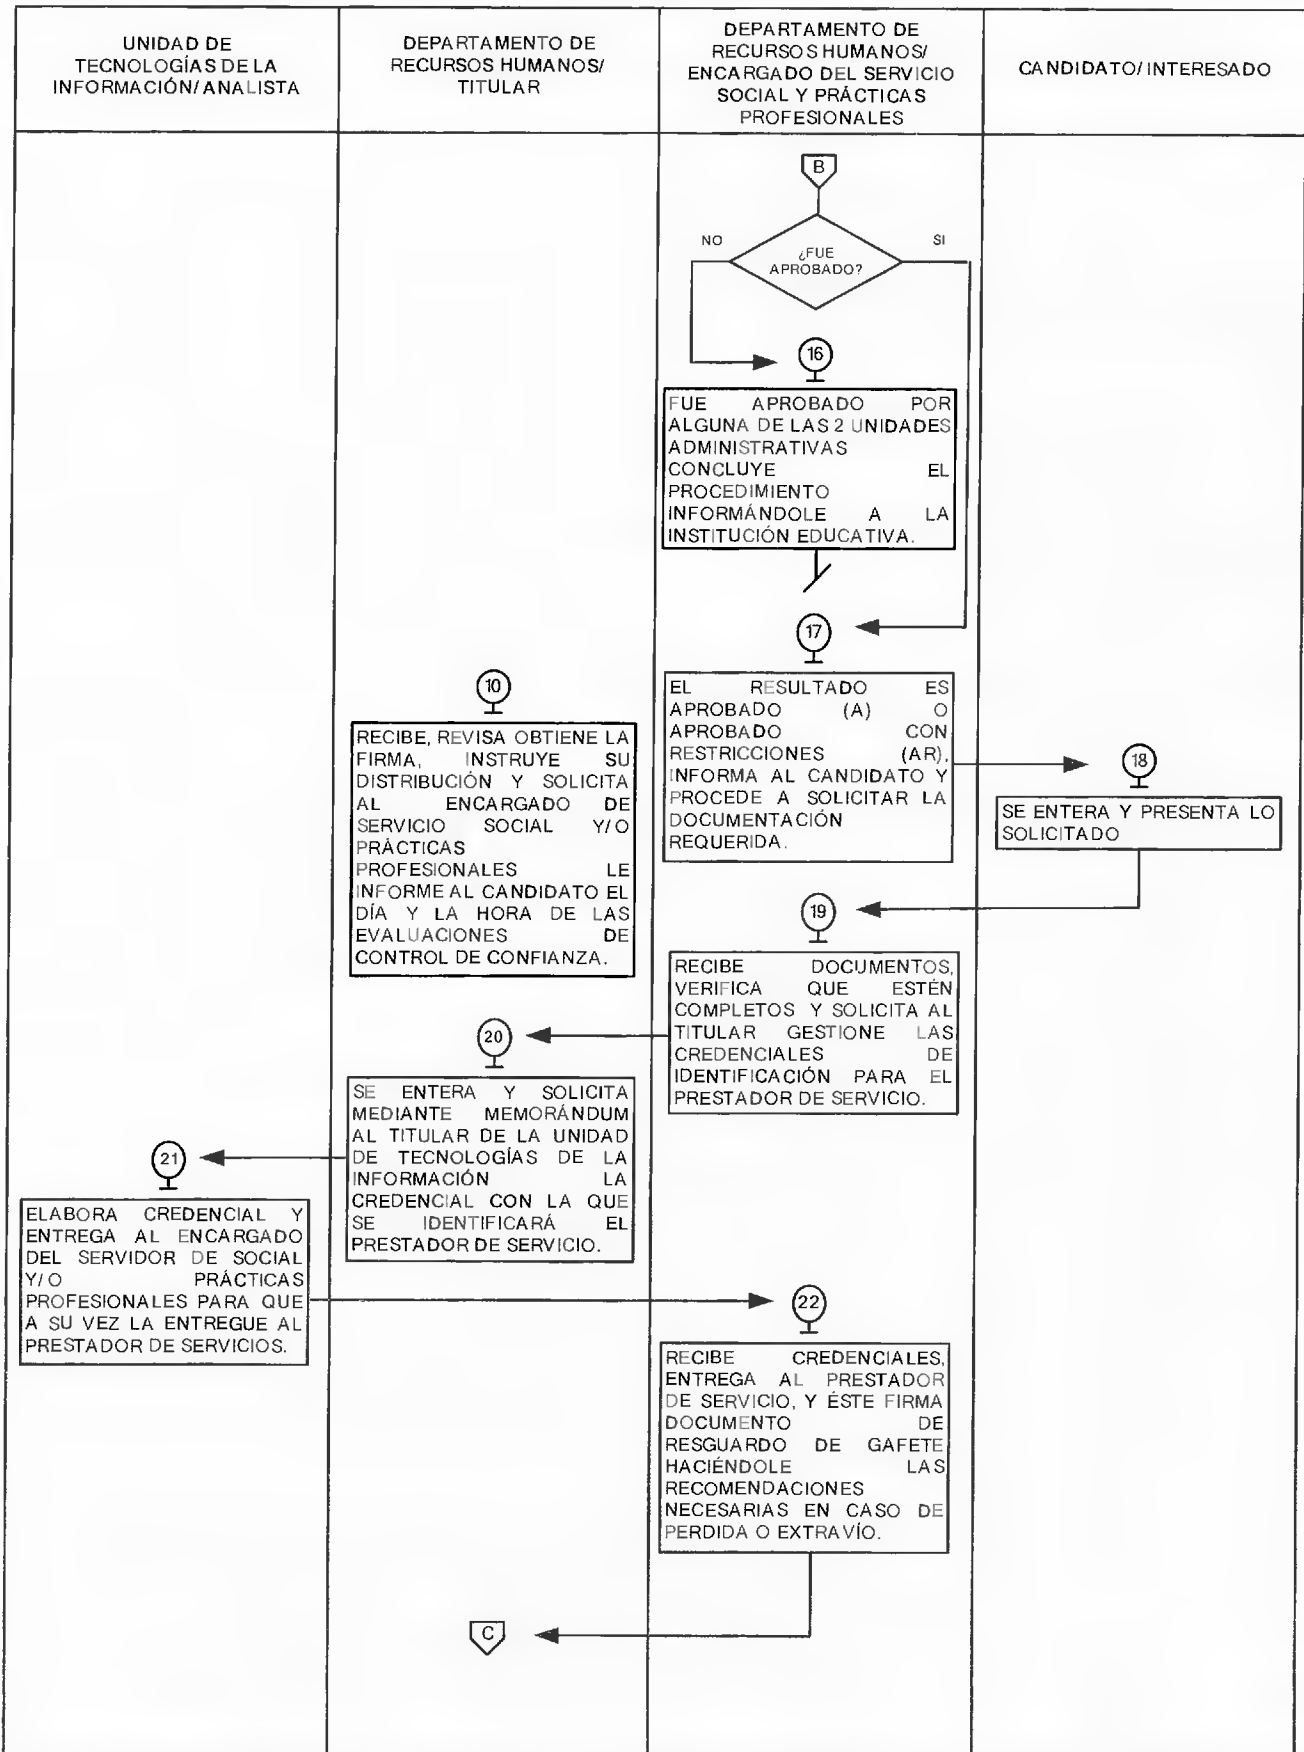 UNIDAD DE
TECNOLOGÍAS DE LA
INFORMACIÓN/ANALISTA
DEPARTAMENTO DE
RECURSOS HUMANOS/
TITULAR
DEPARTAMENTO DE
RECURSOS HUMANOS/
ENCARGADO DEL SERVICIO
SOCIAL Y PRÁCTICAS
PROFESIONALES
CANDIDATO/INTERESADO
B
NO
¿FUE
APROBADO?
SI
16
FUE APROBADO POR
ALGUNA DE LAS 2 UNIDADES
ADMINISTRATIVAS
CONCLUYE EL
PROCEDIMIENTO
INFORMÁNDOLE A LA
INSTITUCIÓN EDUCATIVA.
17
EL RESULTADO ES
APROBADO (A) O
APROBADO CON
RESTRICCIONES (AR),
INFORMA AL CANDIDATO Y
PROCEDE A SOLICITAR LA
DOCUMENTACIÓN
REQUERIDA.
10
RECIBE, REVISA OBTIENE LA
FIRMA, INSTRUYE SU
DISTRIBUCIÓN Y SOLICITA
AL ENCARGADO DE
SERVICIO SOCIAL Y/O
PRÁCTICAS
PROFESIONALES LE
INFORME AL CANDIDATO EL
DÍA Y LA HORA DE LAS
EVALUACIONES DE
CONTROL DE CONFIANZA.
18
SE ENTERA Y PRESENTA LO
SOLICITADO
19
RECIBE DOCUMENTOS,
VERIFICA QUE ESTÉN
COMPLETOS Y SOLICITA AL
TITULAR GESTIONE LAS
CREDENCIALES DE
IDENTIFICACIÓN PARA EL
PRESTADOR DE SERVICIO.
20
SE ENTERA Y SOLICITA
MEDIANTE MEMORÁNDUM
AL TITULAR DE LA UNIDAD
DE TECNOLOGÍAS DE LA
INFORMACIÓN LA
CREDENCIAL CON LA QUE
SE IDENTIFICARÁ EL
PRESTADOR DE SERVICIO.
21
ELABORA CREDENCIAL Y
ENTREGA AL ENCARGADO
DEL SERVIDOR DE SOCIAL
Y/O PRÁCTICAS
PROFESIONALES PARA QUE
A SU VEZ LA ENTREGUE AL
PRESTADOR DE SERVICIOS.
22
RECIBE CREDENCIALES,
ENTREGA AL PRESTADOR
DE SERVICIO, Y ÉSTE FIRMA
DOCUMENTO DE
RESGUARDO DE GAFETE
HACIÉNDOLE LAS
RECOMENDACIONES
NECESARIAS EN CASO DE
PERDIDA O EXTRAVÍO.
C